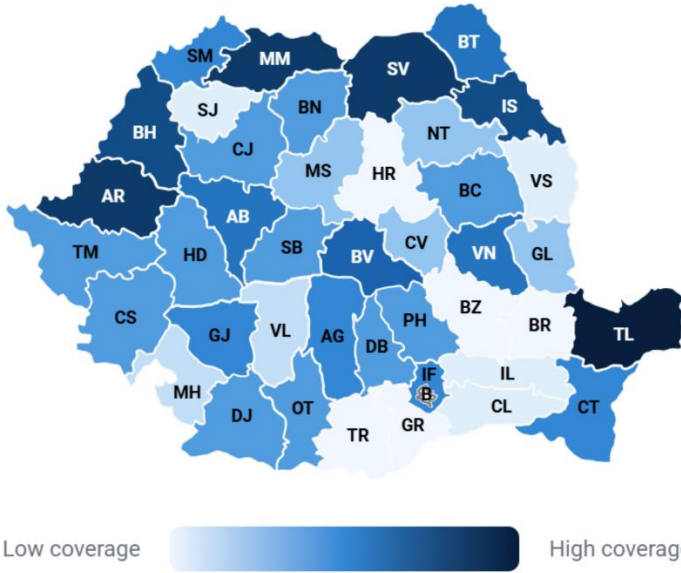 BT
SM
MM
SV
IS
SJ
BN
BH
NT
CJ
MS
HR
VS
AR
BC
AB
TM
HD
SB
BV
CV
VN
GL
CS
GJ
VL
AG
DB
PH
BZ
BR
TL
MH
IF
B
IL
CL
CT
DJ
OT
TR
GR
Low coverage
High coverage